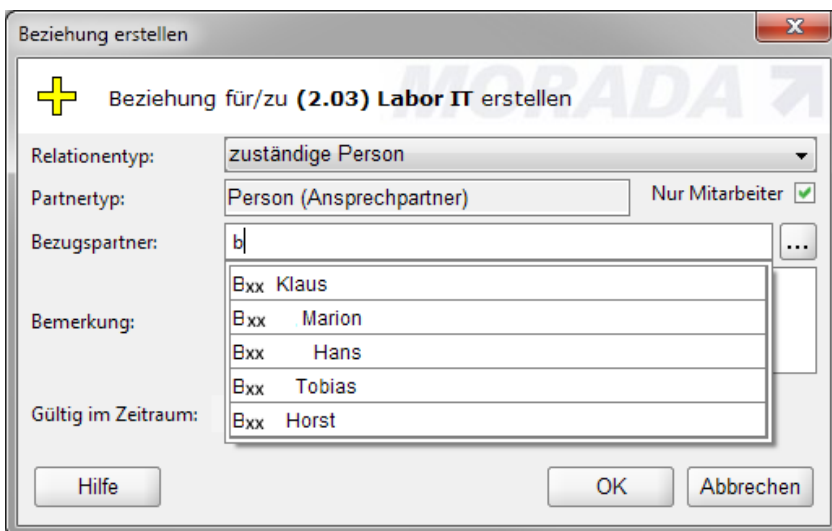 Beziehung erstellen
MORADA
Beziehung für/zu (2.03) Labor IT erstellen
Relationentyp: zuständige Person
Partnertyp: Person (Ansprechpartner) Nur Mitarbeiter
Bezugspartner: b ...
Bxx Klaus
Bemerkung: Bxx Marion
Bxx Hans
Bxx Tobias
Gültig im Zeitraum: Bxx Horst
Hilfe OK Abbrechen